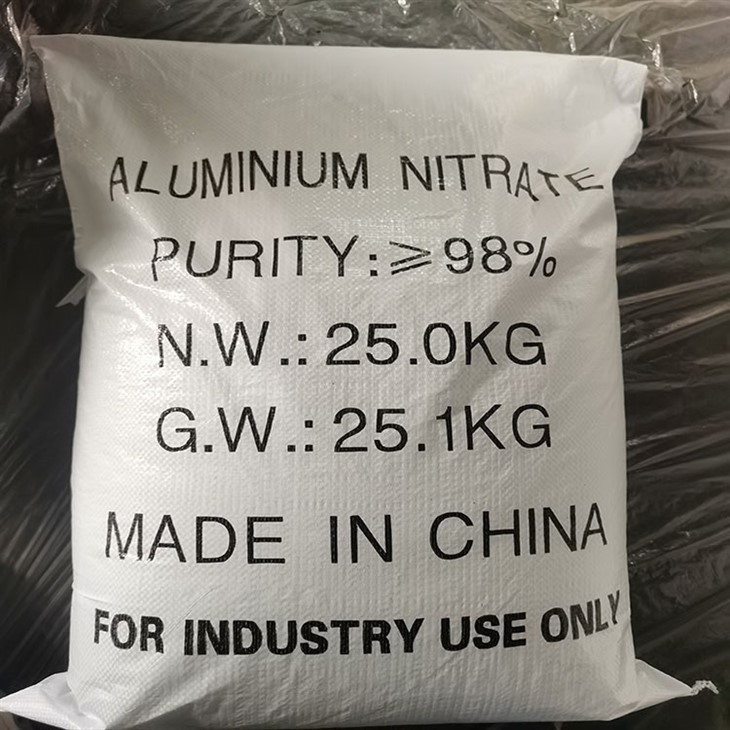 ALUMINIUM NITRATE
PURITY:⩾98%
N.W.:25.0KG
G.W.:25.1KG
MADE IN CHINA
FOR INDUSTRY USE ONLY